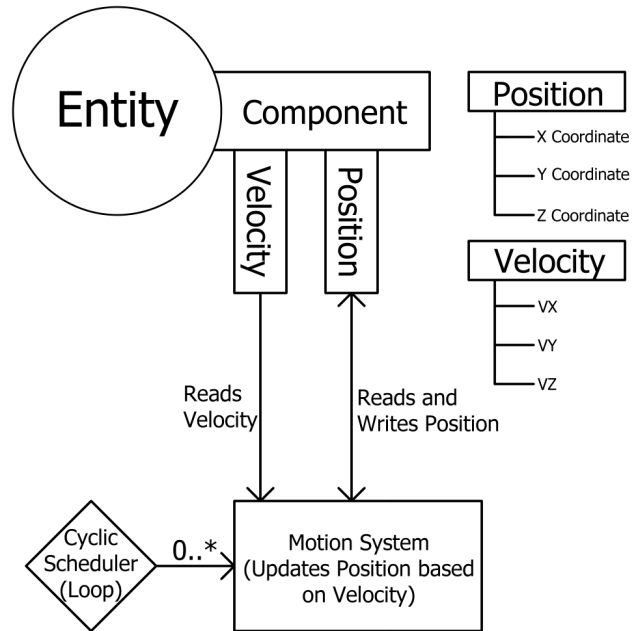 Entity
Component
Velocity
Position
Position
X Coordinate
Y Coordinate
Z Coordinate
Velocity
VX
VY
VZ
Reads
Velocity
Reads and
Writes Position
Cyclic
Scheduler
(Loop)
0..*
Motion System
(Updates Position based
on Velocity)